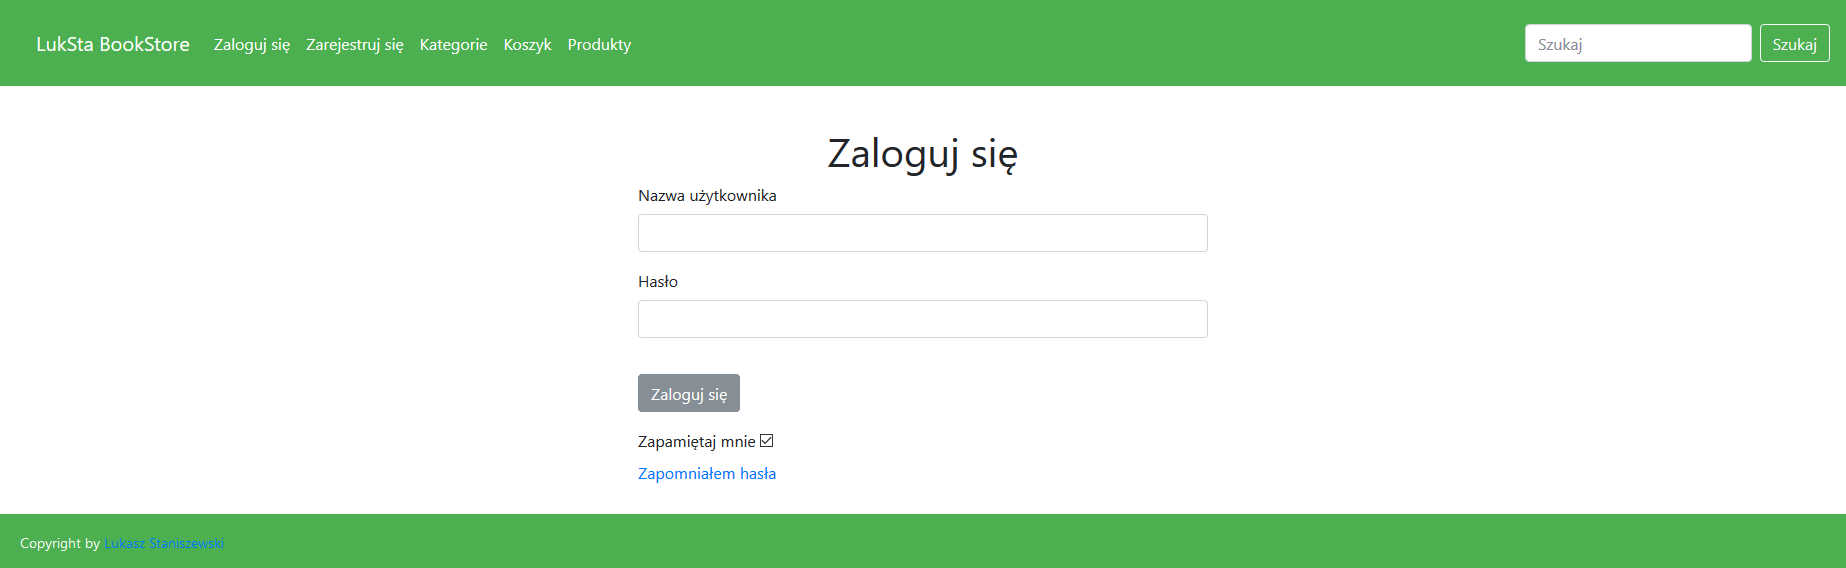 LukSta BookStore Zaloguj się Zarejestruj się Kategorie Koszyk Produkty Szukaj Szukaj
Zaloguj się
Nazwa użytkownika
Hasło
Zaloguj się
Zapamiętaj mnie
Zapomniałem hasła
Copyright by Lukasz Staniszewski